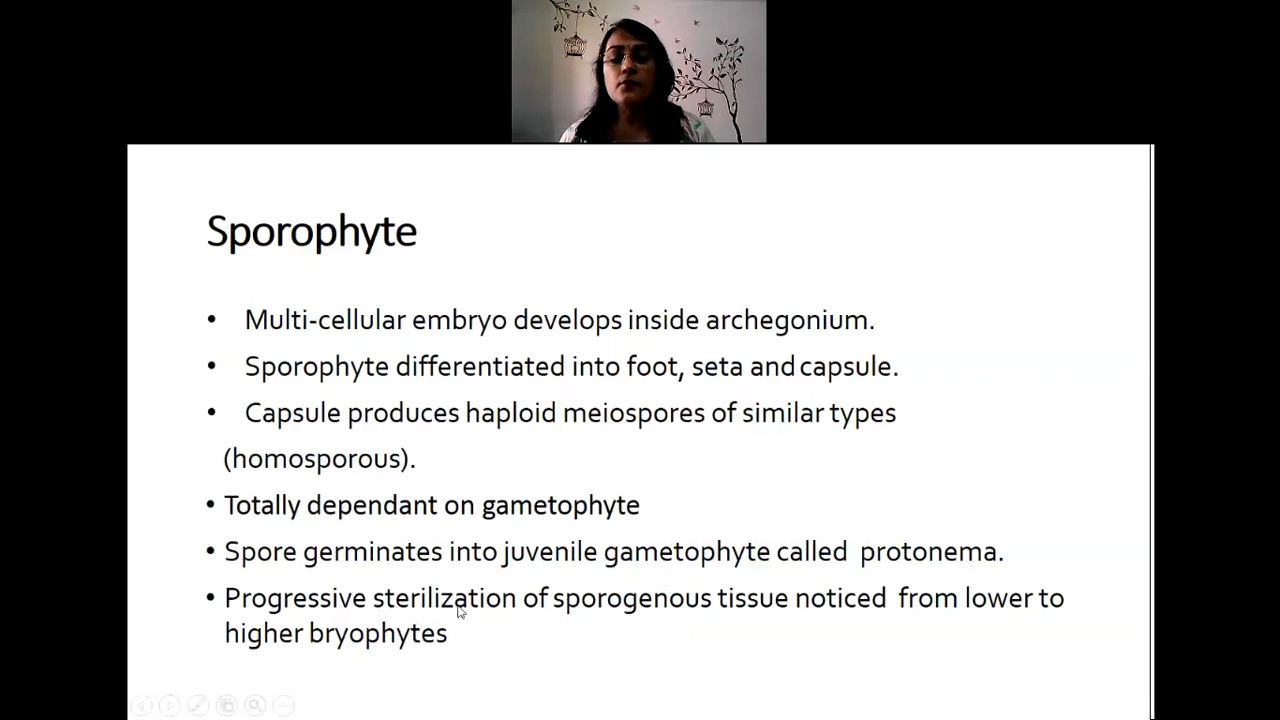 Sporophyte
• Multi-cellular embryo develops inside archegonium.
• Sporophyte differentiated into foot, seta and capsule.
• Capsule produces haploid meiospores of similar types
(homosporous).
• Totally dependant on gametophyte
• Spore germinates into juvenile gametophyte called protonema.
• Progressive sterilization of sporogenous tissue noticed from lower to
higher bryophytes